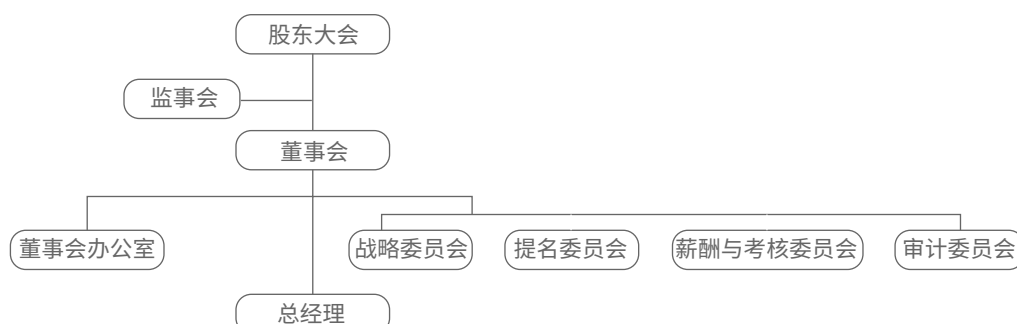 股东大会
监事会
董事会
董事会办公室
战略委员会
提名委员会
薪酬与考核委员会
审计委员会
总经理